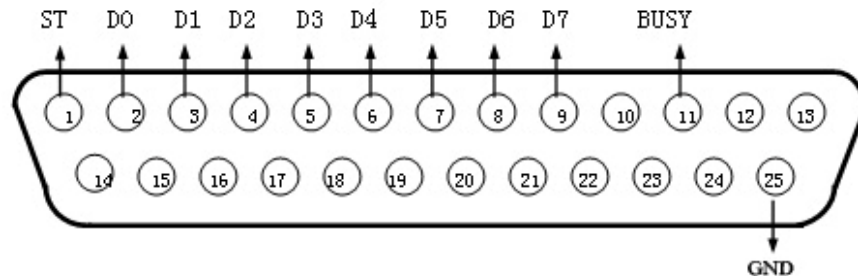 ST D0 D1 D2 D3 D4 D5 D6 D7 BUSY
1 2 3 4 5 6 7 8 9 10 11 12 13
14 15 16 17 18 19 20 21 22 23 24 25
GND